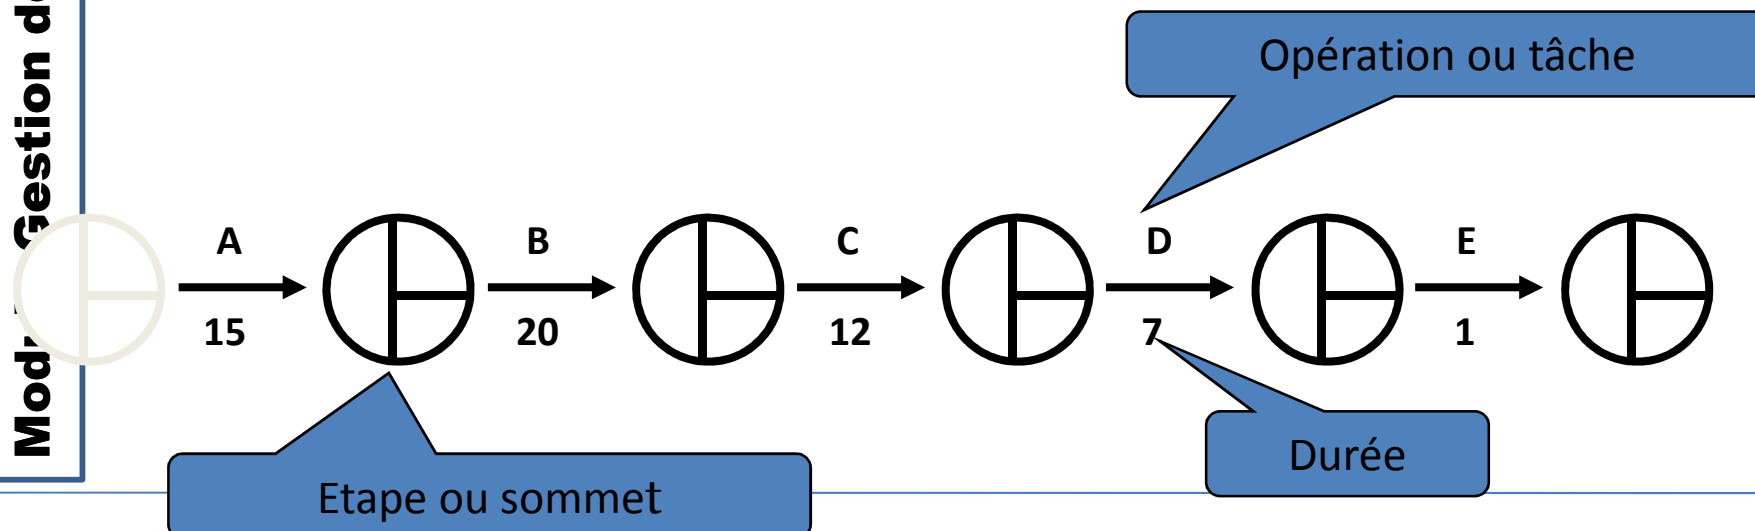 Opération ou tâche
A
B
C
D
E
15
20
12
7
1
Durée
Etape ou sommet
Gestion